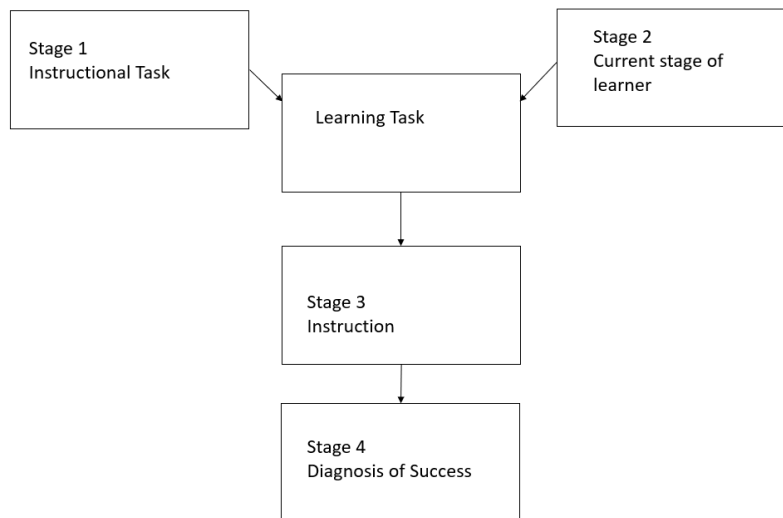 Stage 1
Instructional Task
Stage 2
Current stage of
learner
Learning Task
Stage 3
Instruction
Stage 4
Diagnosis of Success